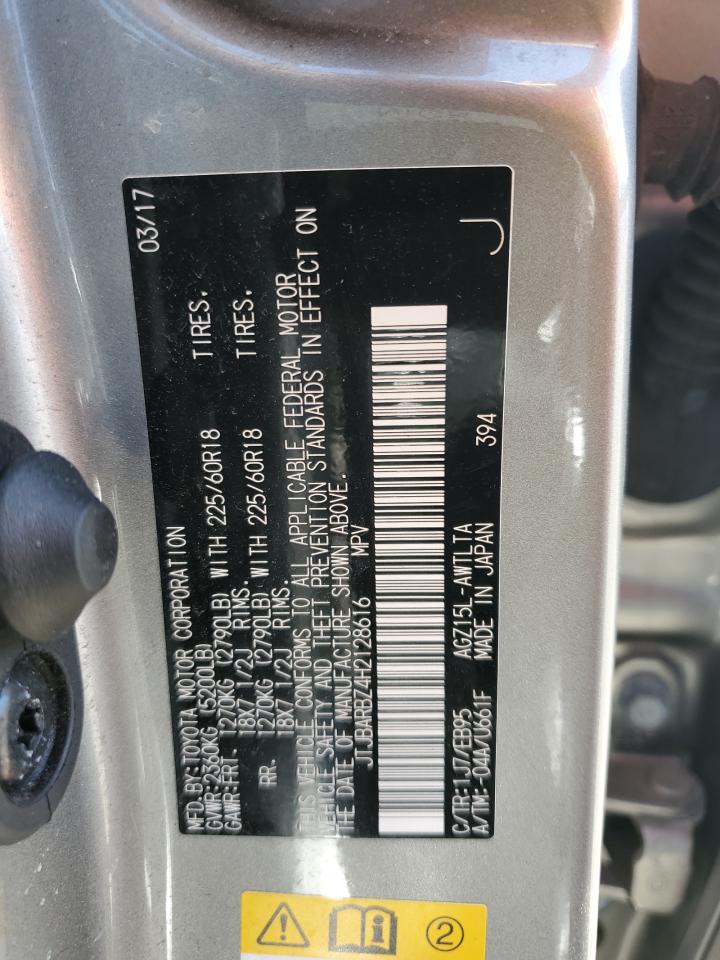 03/17
MFD.BY:TOYOTA MOTOR CORPORATION
GVWR:2360KG (5200LB)
GAWR:FRT- 1270KG (2790LB) WITH 225/60R18 TIRES.
18X7 1/2J RIMS.
RR. 1270KG (2790LB) WITH 225/60R18 TIRES.
18X7 1/2J RIMS.
THIS VEHICLE CONFORMS TO ALL APPLICABLE FEDERAL MOTOR
VEHICLE SAFETY AND THEFT PREVENTION STANDARDS IN EFFECT ON
THE DATE OF MANUFACTURE SHOWN ABOVE.
JTJBARBZ4H2128616 MPV
C/TR:1J7/EB95 AGZ15L-AWTLTA 394
A/TM:-04A/U661F MADE IN JAPAN
J
2